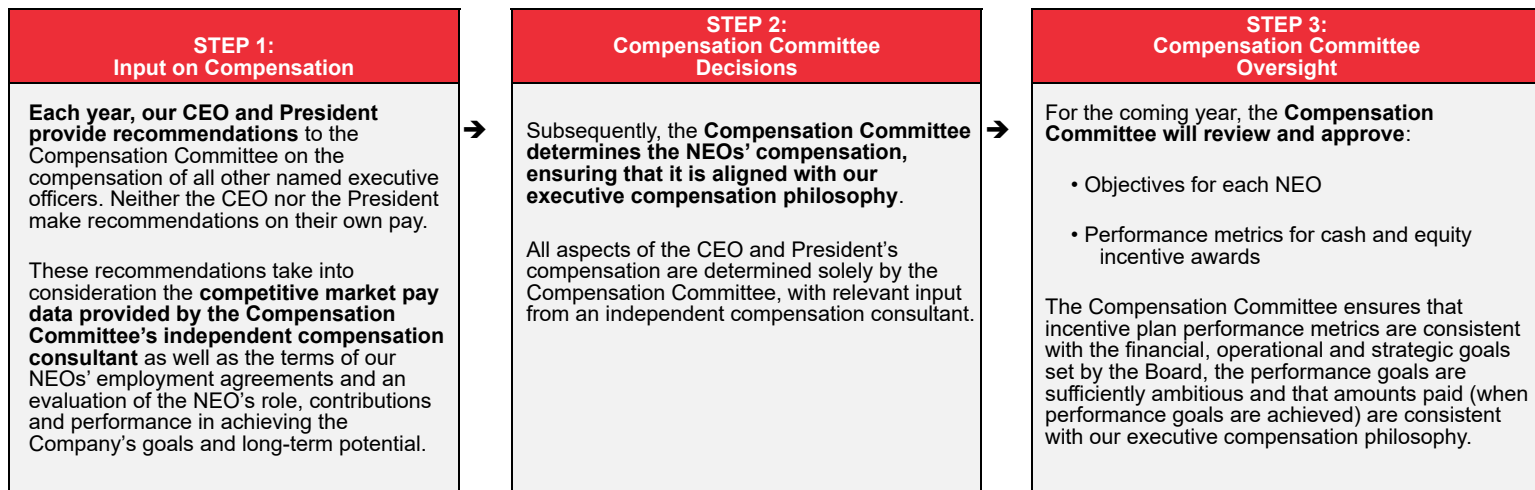 STEP 1:
Input on Compensation
Each year, our CEO and President
provide recommendations to the
Compensation Committee on the
compensation of all other named executive
officers. Neither the CEO nor the President
make recommendations on their own pay.
These recommendations take into
consideration the competitive market pay
data provided by the Compensation
Committee’s independent compensation
consultant as well as the terms of our
NEOs’ employment agreements and an
evaluation of the NEO’s role, contributions
and performance in achieving the
Company’s goals and long-term potential.
➔
STEP 2:
Compensation Committee
Decisions
Subsequently, the Compensation Committee
determines the NEOs’ compensation,
ensuring that it is aligned with our
executive compensation philosophy.
All aspects of the CEO and President’s
compensation are determined solely by the
Compensation Committee, with relevant input
from an independent compensation consultant.
➔
STEP 3:
Compensation Committee
Oversight
For the coming year, the Compensation
Committee will review and approve:
• Objectives for each NEO
• Performance metrics for cash and equity
incentive awards
The Compensation Committee ensures that
incentive plan performance metrics are consistent
with the financial, operational and strategic goals
set by the Board, the performance goals are
sufficiently ambitious and that amounts paid (when
performance goals are achieved) are consistent
with our executive compensation philosophy.